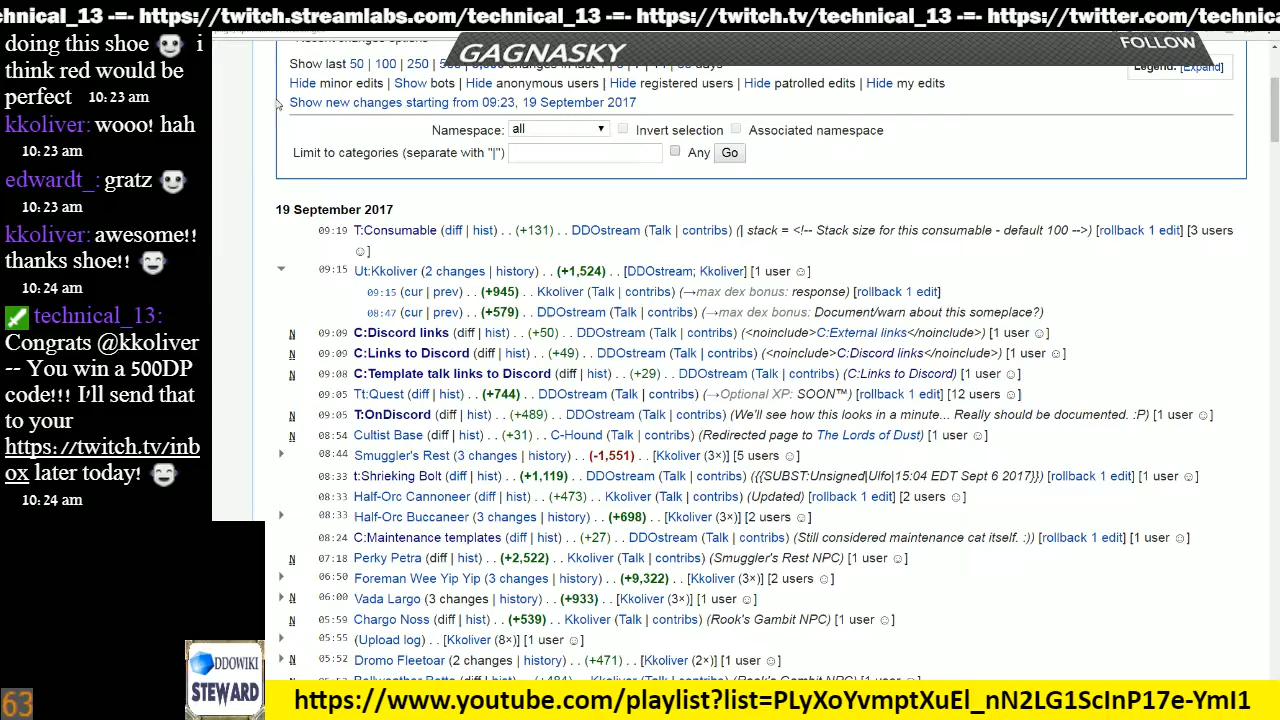 hnical_13 -=- https://twitch.streamlabs.com/technical_13 -=- https://twitch.tv/technical_13 -=- https://twitter.com/technica
doing this shoe i
think red would be
perfect 10:23 am
kkoliver: wooo! hah
10:23 am
edwardt_: gratz
10:23 am
kkoliver: awesome!!
thanks shoe!!
10:24 am
technical_13:
Congrats @kkoliver
-- You win a 500DP
code!!! I'll send that
to your
https://twitch.tv/inb
ox later today!
10:24 am
GAGNASKY
FOLLOW
Show last 50 | 100 | 250 |
Legend: [Expand]
Hide minor edits | Show bots | Hide anonymous users | Hide registered users | Hide patrolled edits | Hide my edits
Show new changes starting from 09:23, 19 September 2017
Namespace: all Invert selection Associated namespace
Limit to categories (separate with "|") Any Go
19 September 2017
09:19 T:Consumable (diff | hist) . . (+131) . . DDOstream (Talk | contribs) (| stack = <!-- Stack size for this consumable - default 100 -->) [rollback 1 edit] [3 users
☺]
09:15 Ut:Kkoliver (2 changes | history) . . (+1,524) . . [DDOstream; Kkoliver] [1 user ☺]
09:15 (cur | prev) . . (+945) . . Kkoliver (Talk | contribs) (→max dex bonus: response) [rollback 1 edit]
08:47 (cur | prev) . . (+579) . . DDOstream (Talk | contribs) (→max dex bonus: Document/warn about this someplace?)
N 09:09 C:Discord links (diff | hist) . . (+50) . . DDOstream (Talk | contribs) (<noinclude>C:External links</noinclude>) [1 user ☺]
N 09:09 C:Links to Discord (diff | hist) . . (+49) . . DDOstream (Talk | contribs) (<noinclude>C:Discord links</noinclude>) [1 user ☺]
N 09:08 C:Template talk links to Discord (diff | hist) . . (+29) . . DDOstream (Talk | contribs) (C:Links to Discord) [1 user ☺]
09:05 Tt:Quest (diff | hist) . . (+744) . . DDOstream (Talk | contribs) (→Optional XP: SOON™) [rollback 1 edit] [12 users ☺]
N 09:05 T:OnDiscord (diff | hist) . . (+489) . . DDOstream (Talk | contribs) (We'll see how this looks in a minute... Really should be documented. :P) [1 user ☺]
N 08:54 Cultist Base (diff | hist) . . (+31) . . C-Hound (Talk | contribs) (Redirected page to The Lords of Dust) [1 user ☺]
08:44 Smuggler's Rest (3 changes | history) . . (-1,551) . . [Kkoliver (3×)] [5 users ☺]
08:33 t:Shrieking Bolt (diff | hist) . . (+1,119) . . DDOstream (Talk | contribs) ({{SUBST:Unsigned|Ulfo|15:04 EDT Sept 6 2017}}) [rollback 1 edit] [1 user ☺]
08:33 Half-Orc Cannoneer (diff | hist) . . (+473) . . Kkoliver (Talk | contribs) (Updated) [rollback 1 edit] [2 users ☺]
08:33 Half-Orc Buccaneer (3 changes | history) . . (+698) . . [Kkoliver (3×)] [2 users ☺]
08:24 C:Maintenance templates (diff | hist) . . (+27) . . DDOstream (Talk | contribs) (Still considered maintenance cat itself. :)) [rollback 1 edit] [1 user ☺]
N 07:18 Perky Petra (diff | hist) . . (+2,522) . . Kkoliver (Talk | contribs) (Smuggler's Rest NPC) [1 user ☺]
N 06:50 Foreman Wee Yip Yip (3 changes | history) . . (+9,322) . . [Kkoliver (3×)] [2 users ☺]
N 06:00 Vada Largo (3 changes | history) . . (+933) . . [Kkoliver (3×)] [1 user ☺]
N 05:59 Chargo Noss (diff | hist) . . (+539) . . Kkoliver (Talk | contribs) (Rook's Gambit NPC) [1 user ☺]
05:55 (Upload log) . . [Kkoliver (8×)] [1 user ☺]
N 05:52 Dromo Fleetoar (2 changes | history) . . (+471) . . [Kkoliver (2×)] [1 user ☺]
DDOWIKI
STEWARD
63
https://www.youtube.com/playlist?list=PLyXoYvmptXuEl_nN2LG1ScInP17e-YmI1